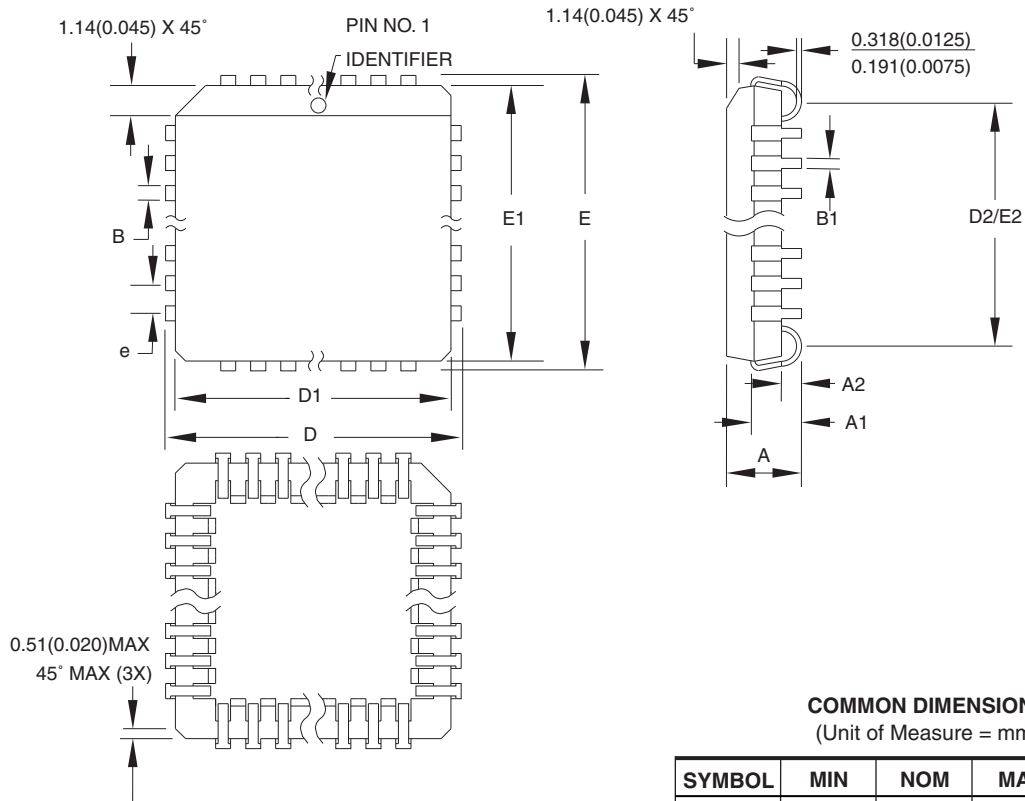 1.14(0.045) X 45˚
PIN NO. 1
IDENTIFIER
1.14(0.045) X 45˚
0.318(0.0125)
0.191(0.0075)
E1
E
B
e
B1
D2/E2
D1
D
A2
A1
A
0.51(0.020)MAX
45˚ MAX (3X)
COMMON DIMENSION
(Unit of Measure = mm
SYMBOL MIN NOM MA